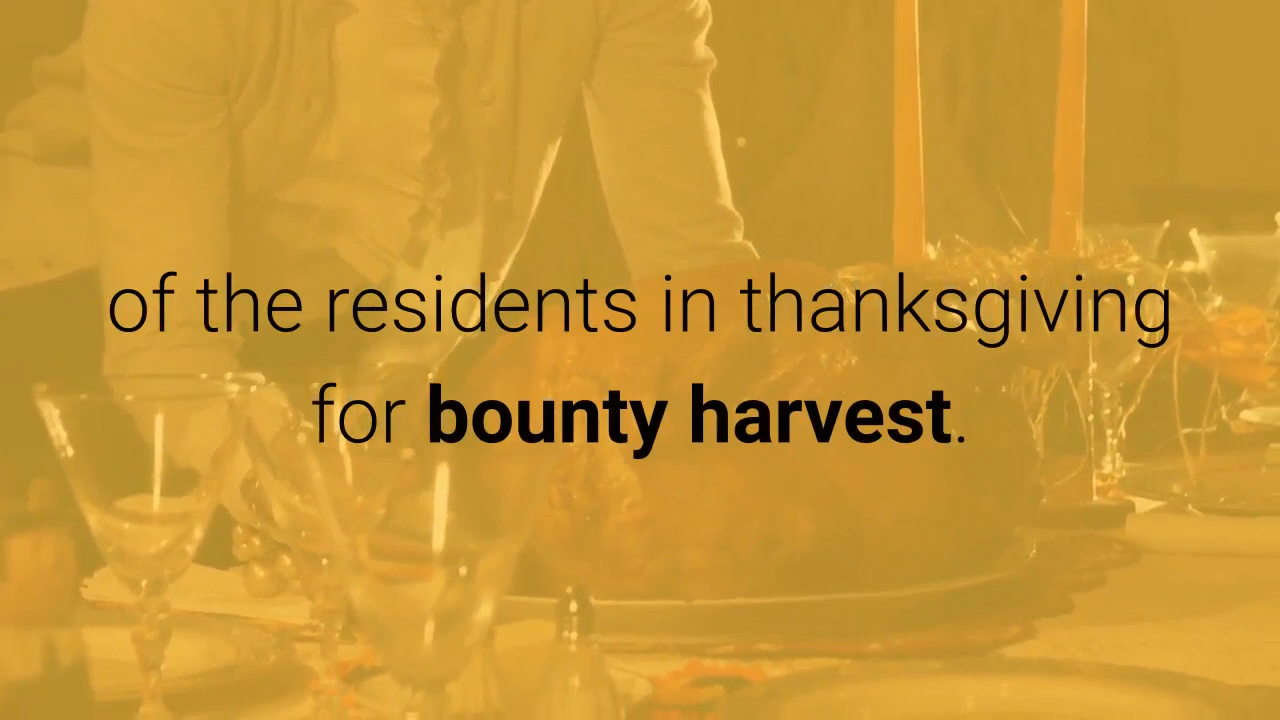 of the residents in thanksgiving
for bounty harvest.